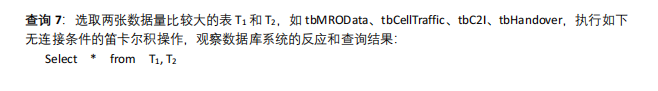 查询 7：选取两张数据量比较大的表 T₁ 和 T₂，如 tbMROData、tbCellTraffic、tbC2I、tbHandover，执行如下
无连接条件的笛卡尔积操作，观察数据库系统的反应和查询结果：
Select * from T₁, T₂